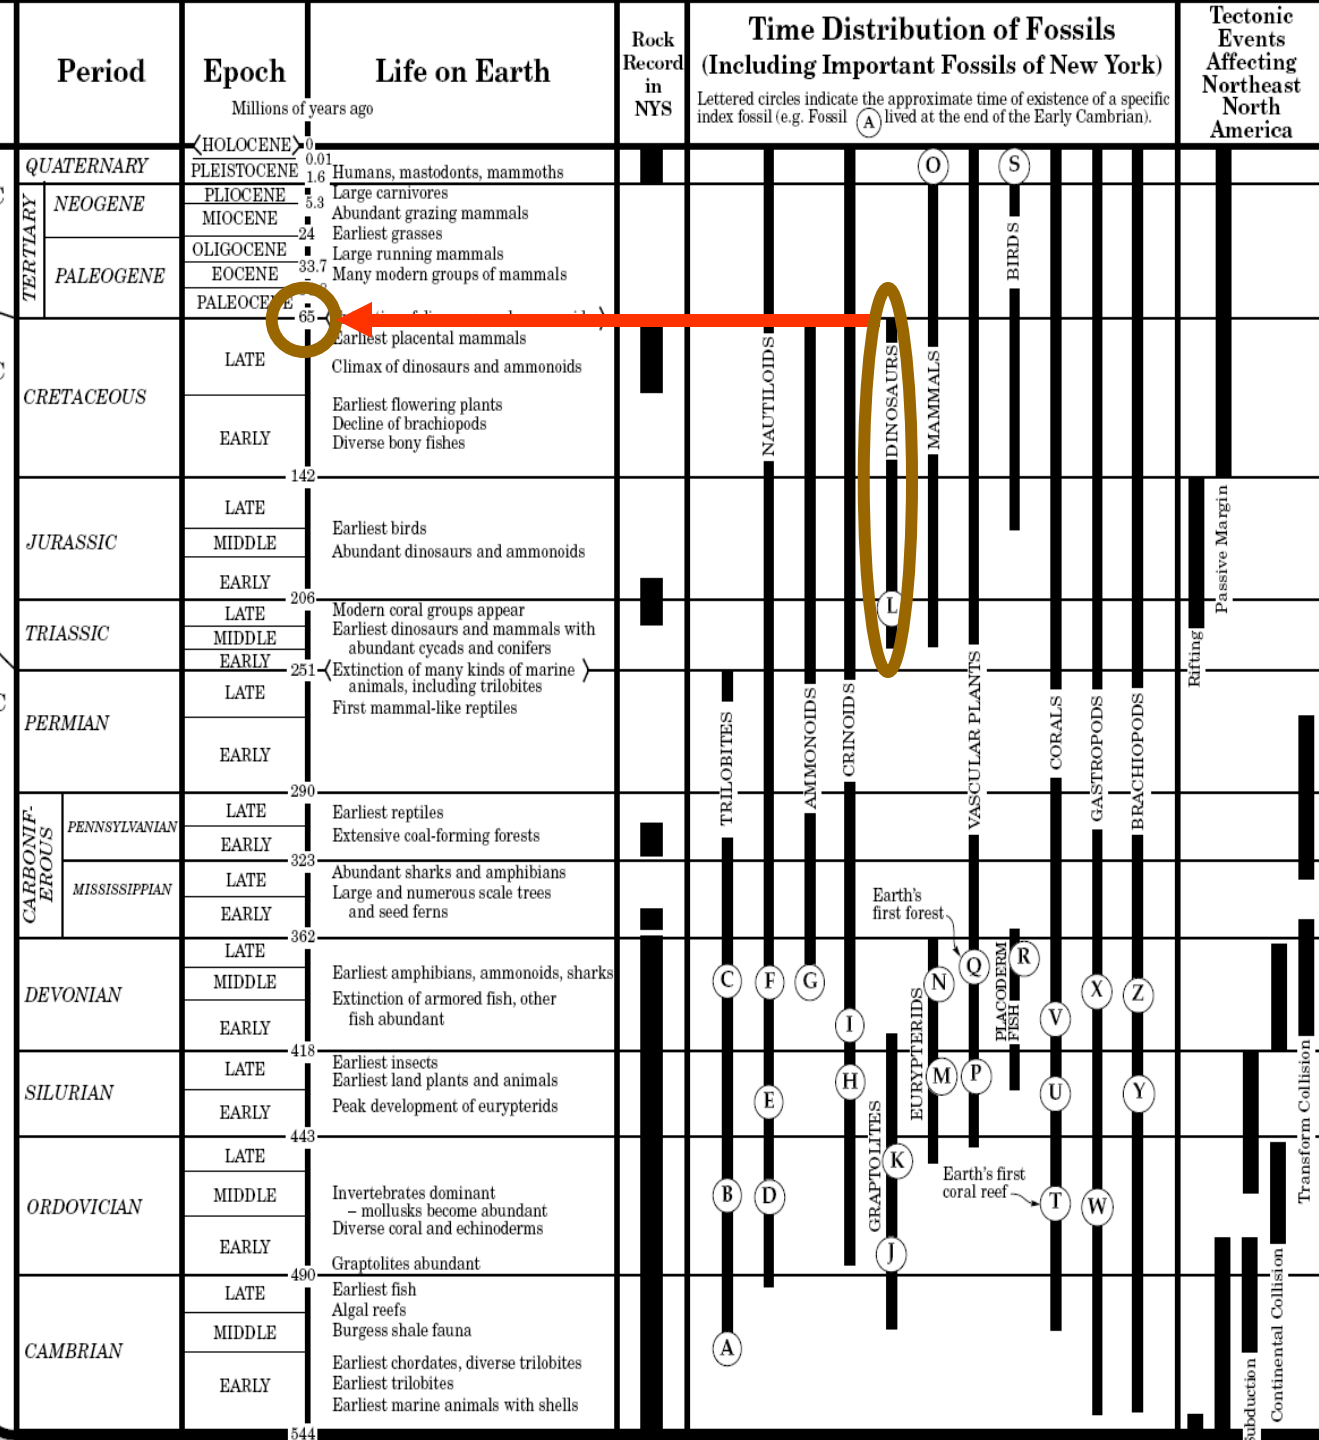 Period
Epoch
Life on Earth
Rock
Record
in
NYS
Time Distribution of Fossils
(Including Important Fossils of New York)
Lettered circles indicate the approximate time of existence of a specific
index fossil (e.g. Fossil A lived at the end of the Early Cambrian).
Tectonic
Events
Affecting
Northeast
North
America
Millions of years ago
QUATERNARY
HOLOCENE
0
0.01
PLEISTOCENE
1.6
Humans, mastodonts, mammoths
TERTIARY
NEOGENE
PLIOCENE
5.3
Large carnivores
MIOCENE
Abundant grazing mammals
24
Earliest grasses
PALEOGENE
OLIGOCENE
33.7
Large running mammals
EOCENE
Many modern groups of mammals
PALEOCENE
65
CRETACEOUS
LATE
Earliest placental mammals
Climax of dinosaurs and ammonoids
EARLY
Earliest flowering plants
Decline of brachiopods
Diverse bony fishes
142
JURASSIC
LATE
Earliest birds
MIDDLE
Abundant dinosaurs and ammonoids
EARLY
206
TRIASSIC
LATE
Modern coral groups appear
MIDDLE
Earliest dinosaurs and mammals with
abundant cycads and conifers
EARLY
251
Extinction of many kinds of marine
animals, including trilobites
PERMIAN
LATE
First mammal-like reptiles
EARLY
290
CARBONIF-
EROUS
PENNSYLVANIAN
LATE
Earliest reptiles
EARLY
Extensive coal-forming forests
323
MISSISSIPPIAN
LATE
Abundant sharks and amphibians
Large and numerous scale trees
and seed ferns
EARLY
362
DEVONIAN
LATE
MIDDLE
Earliest amphibians, ammonoids, sharks
Extinction of armored fish, other
fish abundant
EARLY
418
SILURIAN
LATE
Earliest insects
Earliest land plants and animals
EARLY
Peak development of eurypterids
443
ORDOVICIAN
LATE
MIDDLE
Invertebrates dominant
– mollusks become abundant
Diverse coral and echinoderms
EARLY
Graptolites abundant
490
CAMBRIAN
LATE
Earliest fish
Algal reefs
MIDDLE
Burgess shale fauna
Earliest chordates, diverse trilobites
EARLY
Earliest trilobites
Earliest marine animals with shells
544
TRILOBITES
C
B
A
NAUTILOIDS
F
E
D
AMMONOIDS
G
CRINOIDS
I
H
DINOSAURS
L
GRAPTOLITES
K
J
O
MAMMALS
EURYPTERIDS
N
M
VASCULAR PLANTS
Earth's
first forest
Q
P
S
BIRDS
PLACODERM
FISH
R
CORALS
V
U
Earth's first
coral reef
T
GASTROPODS
X
W
BRACHIOPODS
Z
Y
Rifting
Passive Margin
Transform Collision
Continental Collision